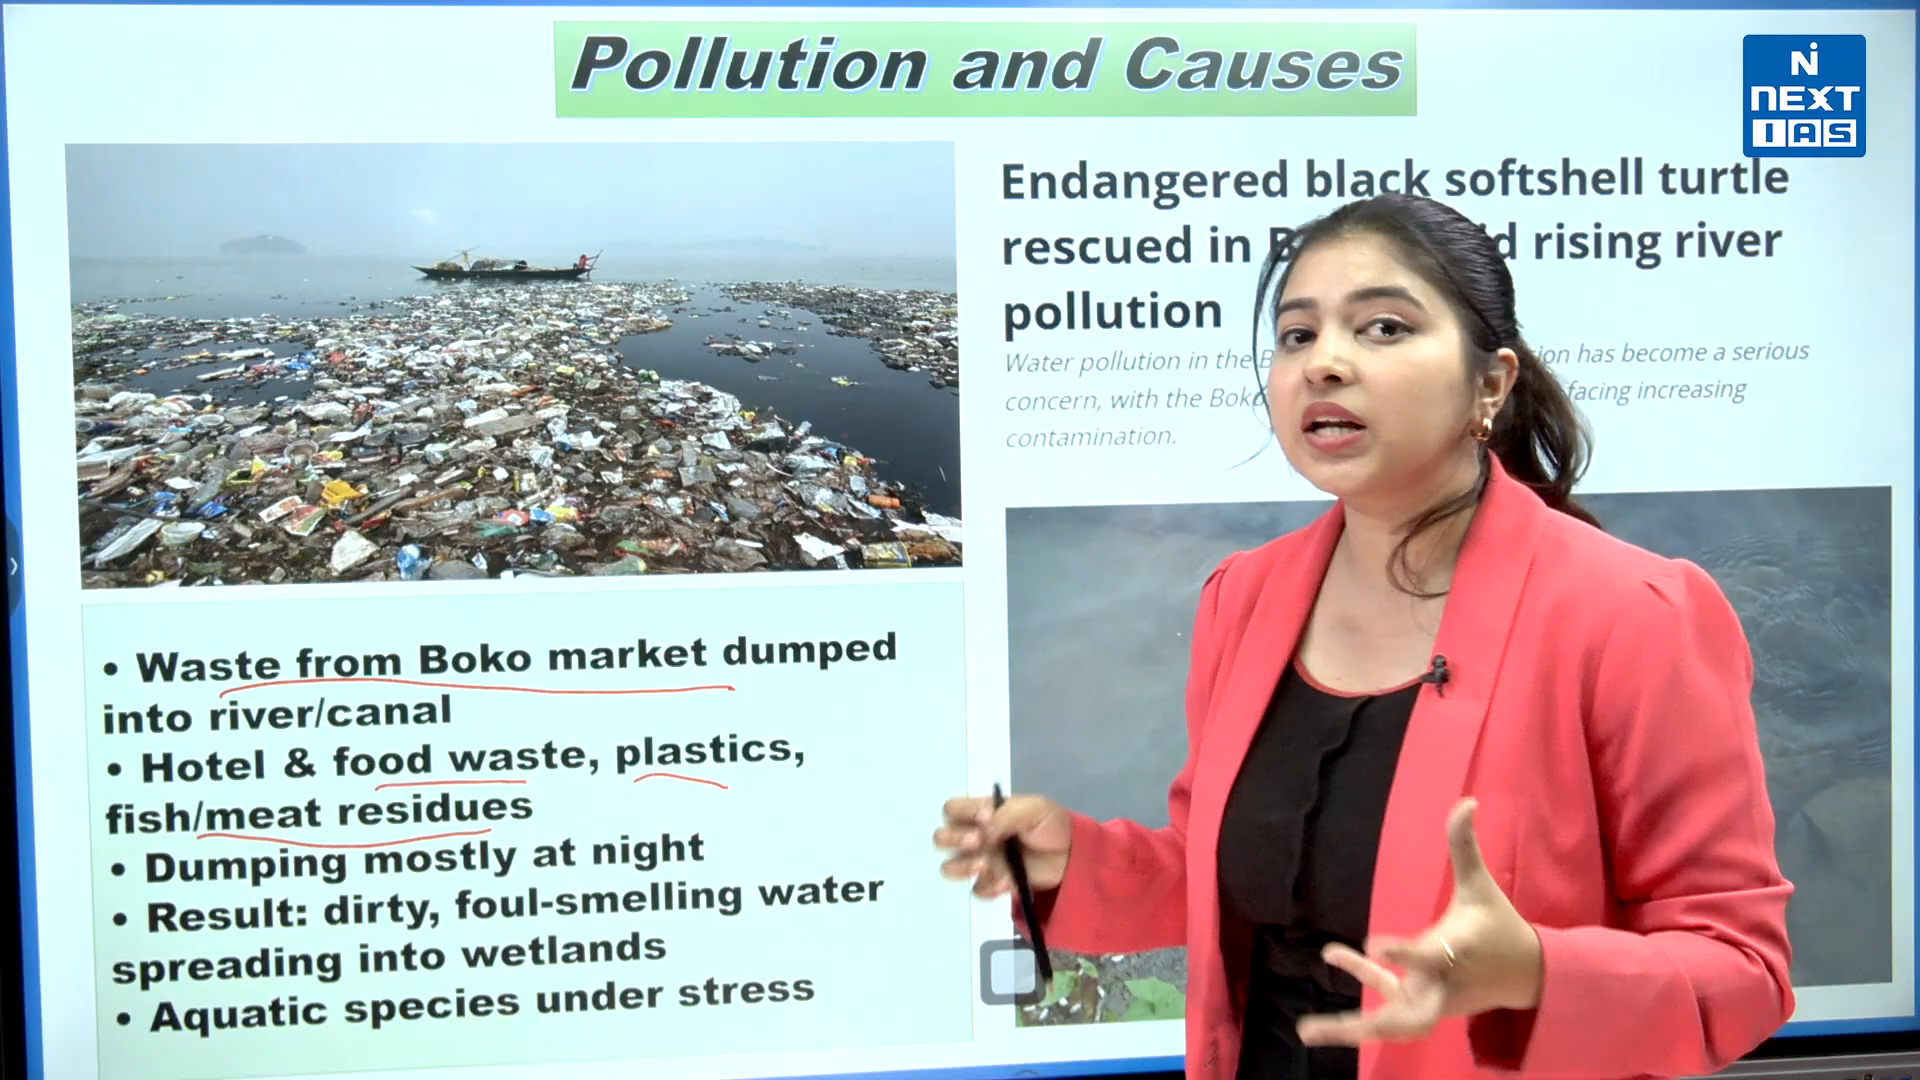 Pollution and Causes
NEXT
IAS
Endangered black softshell turtle
rescued in rising river
pollution
Water pollution in the has become a serious
concern, with the Boko facing increasing
contamination.
• Waste from Boko market dumped
into river/canal
• Hotel & food waste, plastics,
fish/meat residues
• Dumping mostly at night
• Result: dirty, foul-smelling water
spreading into wetlands
• Aquatic species under stress